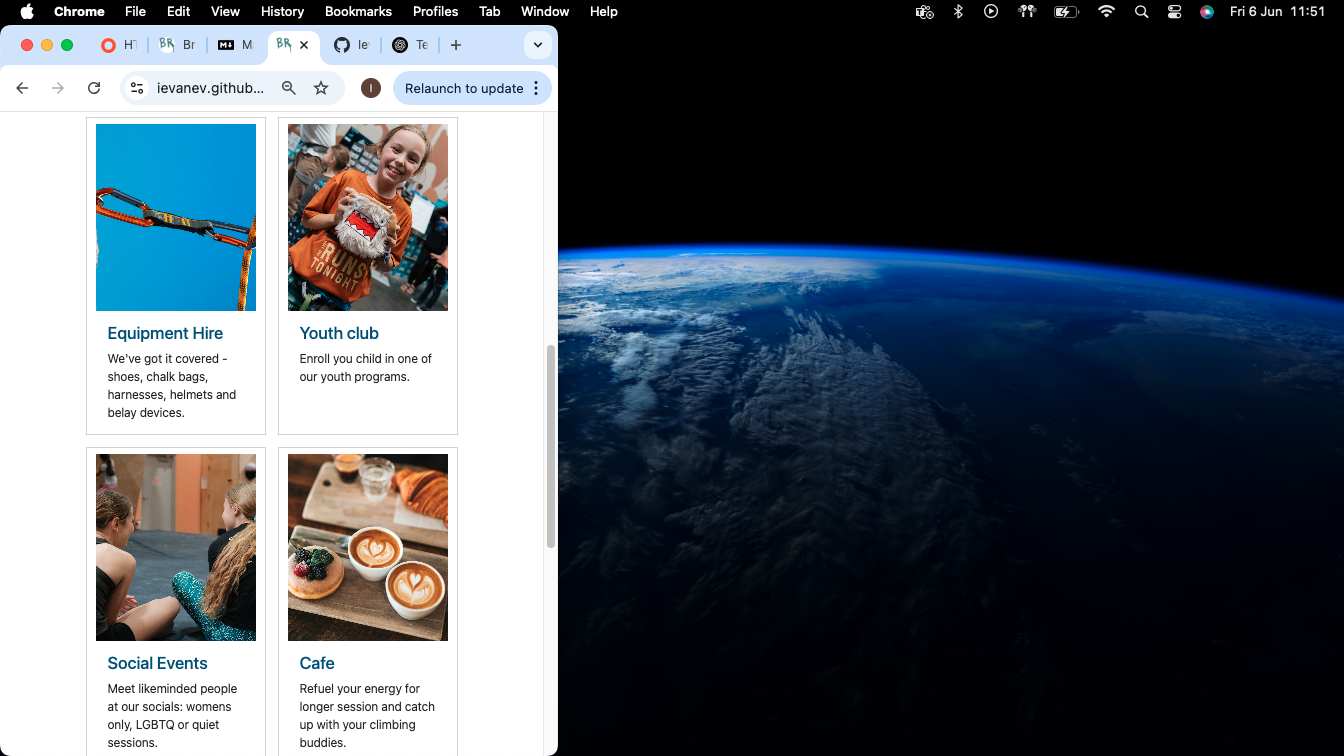 Chrome File Edit View History Bookmarks Profiles Tab Window Help Fri 6 Jun 11:51
BR Br M BR Te
ievanev.github... I Relaunch to update
RUNS
TONIGHT
Equipment Hire
We've got it covered -
shoes, chalk bags,
harnesses, helmets and
belay devices.
Youth club
Enroll you child in one of
our youth programs.
Social Events
Meet likeminded people
at our socials: womens
only, LGBTQ or quiet
sessions.
Cafe
Refuel your energy for
longer session and catch
up with your climbing
buddies.